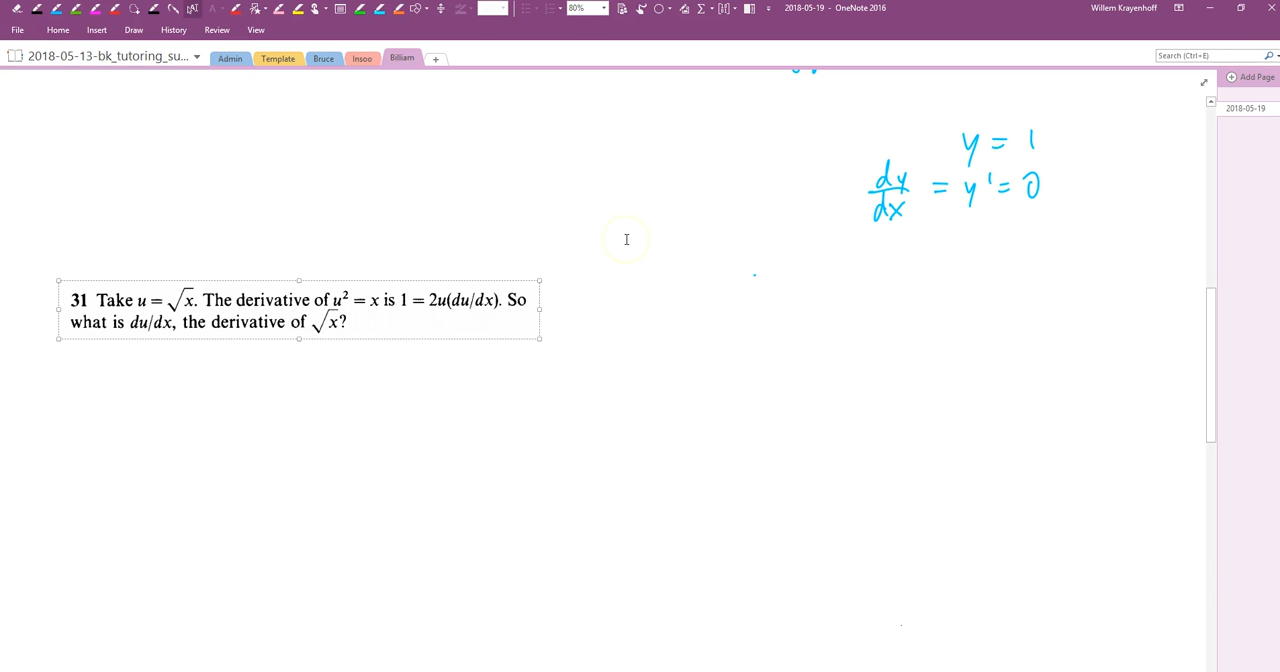 2018-05-19 - OneNote 2016
Willem Krayenhoff
80%
File Home Insert Draw History Review View
2018-05-13-bk_tutoring_su...
Admin Template Bruce Insoo Billiam
Search (Ctrl+E)
Add Page
2018-05-19
y = 1
dy/dx = y' = 0
31 Take u = √x. The derivative of u² = x is 1 = 2u(du/dx). So
what is du/dx, the derivative of √x?